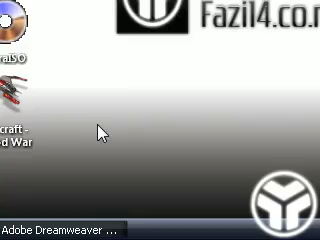 Fazil4.co.n
raISO
craft -
d War
Adobe Dreamweaver ...